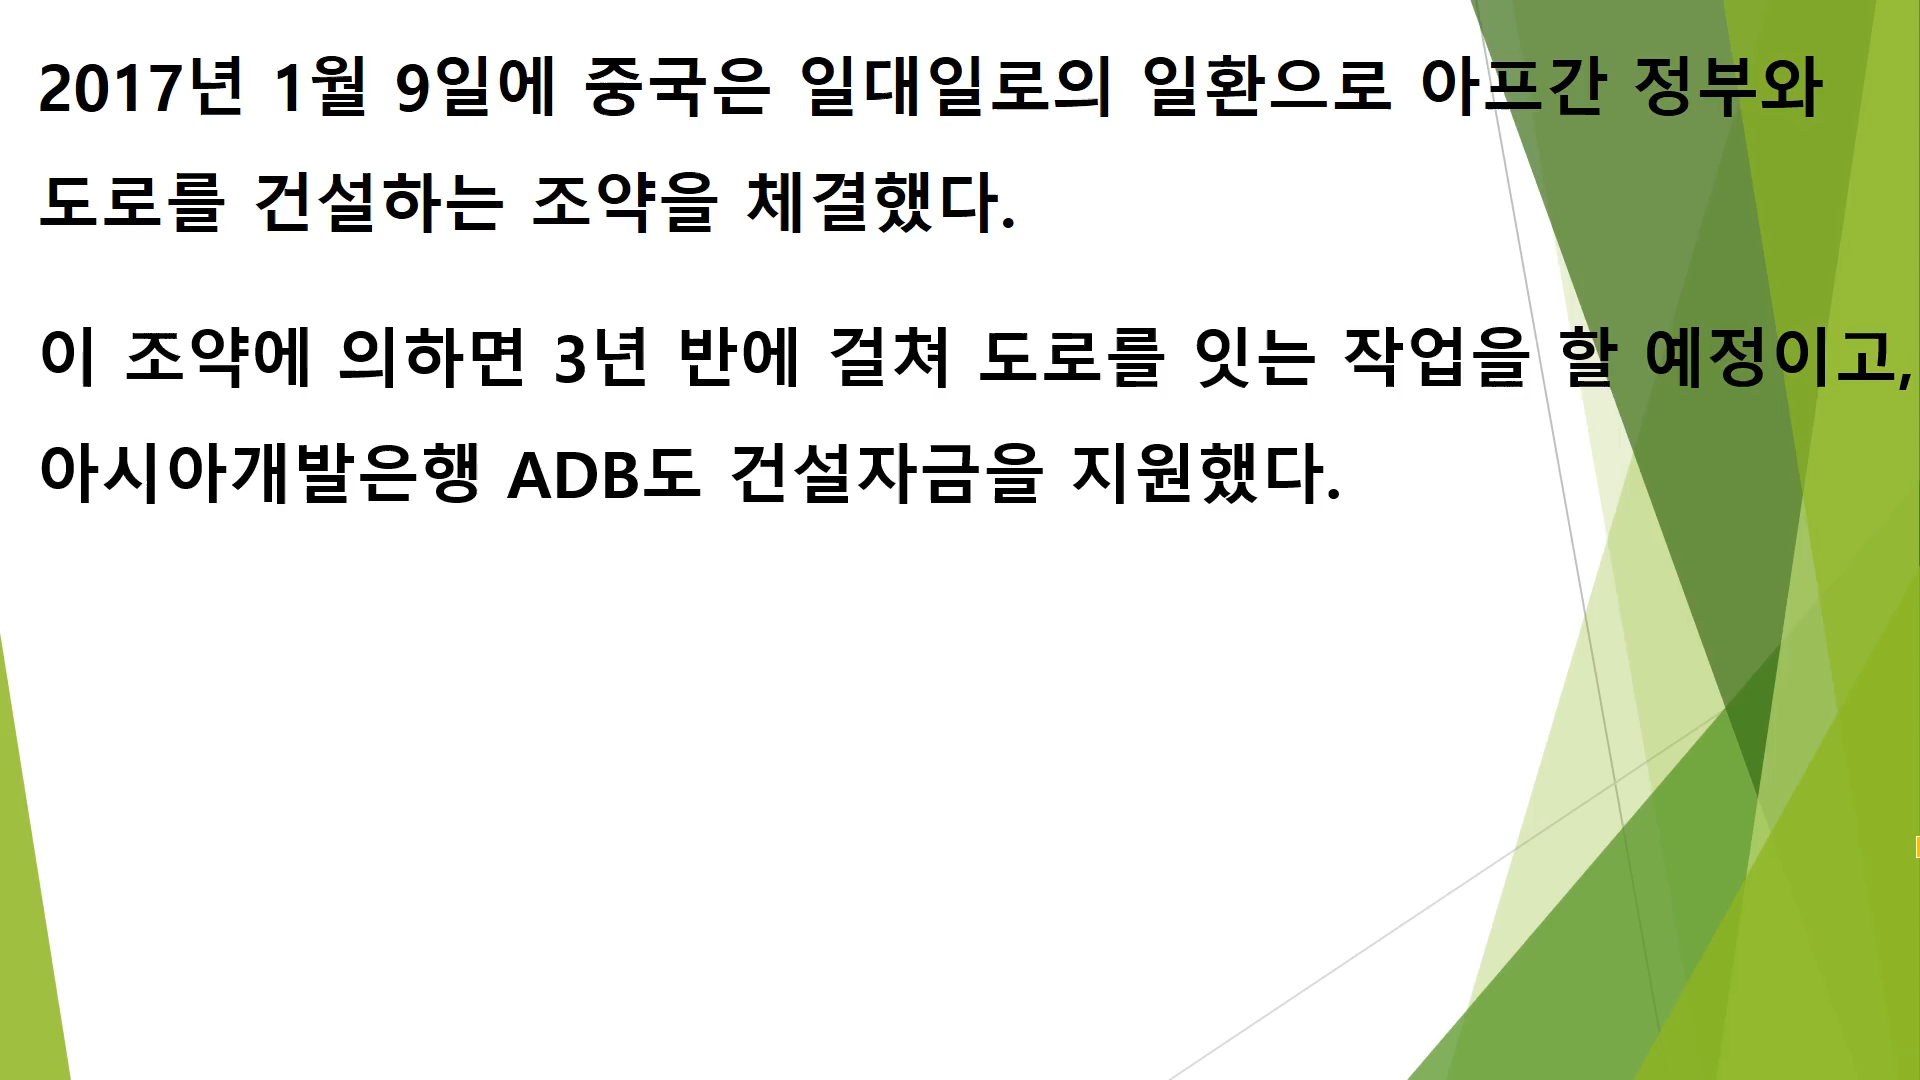 2017년 1월 9일에 중국은 일대일로의 일환으로 아프간 정부와
도로를 건설하는 조약을 체결했다.
이 조약에 의하면 3년 반에 걸쳐 도로를 잇는 작업을 할 예정이고,
아시아개발은행 ADB도 건설자금을 지원했다.